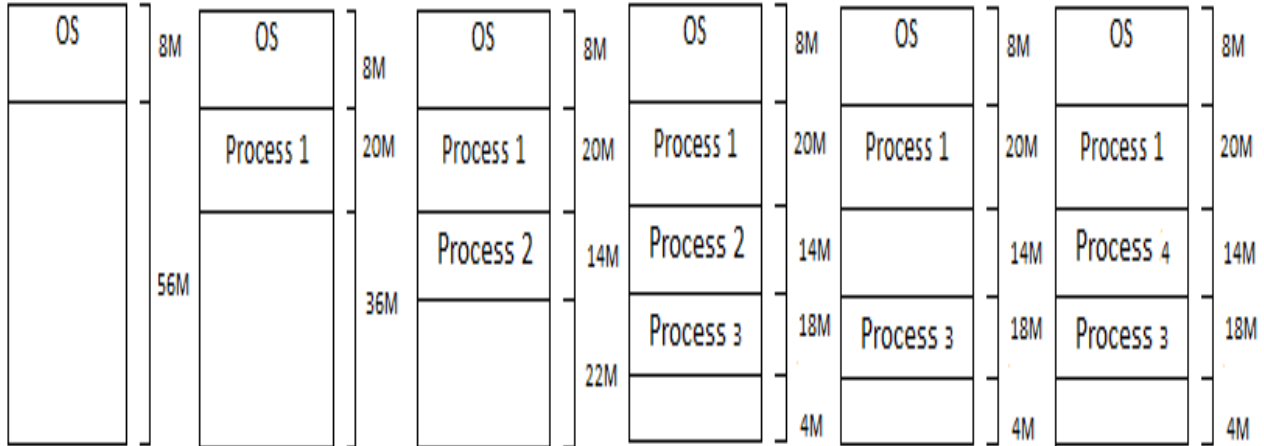 OS
8M
56M
OS
8M
Process 1
20M
36M
OS
8M
Process 1
20M
Process 2
14M
22M
OS
8M
Process 1
20M
Process 2
14M
Process 3
18M
4M
OS
8M
Process 1
20M
14M
Process 3
18M
4M
OS
8M
Process 1
20M
Process 4
14M
Process 3
18M
4M